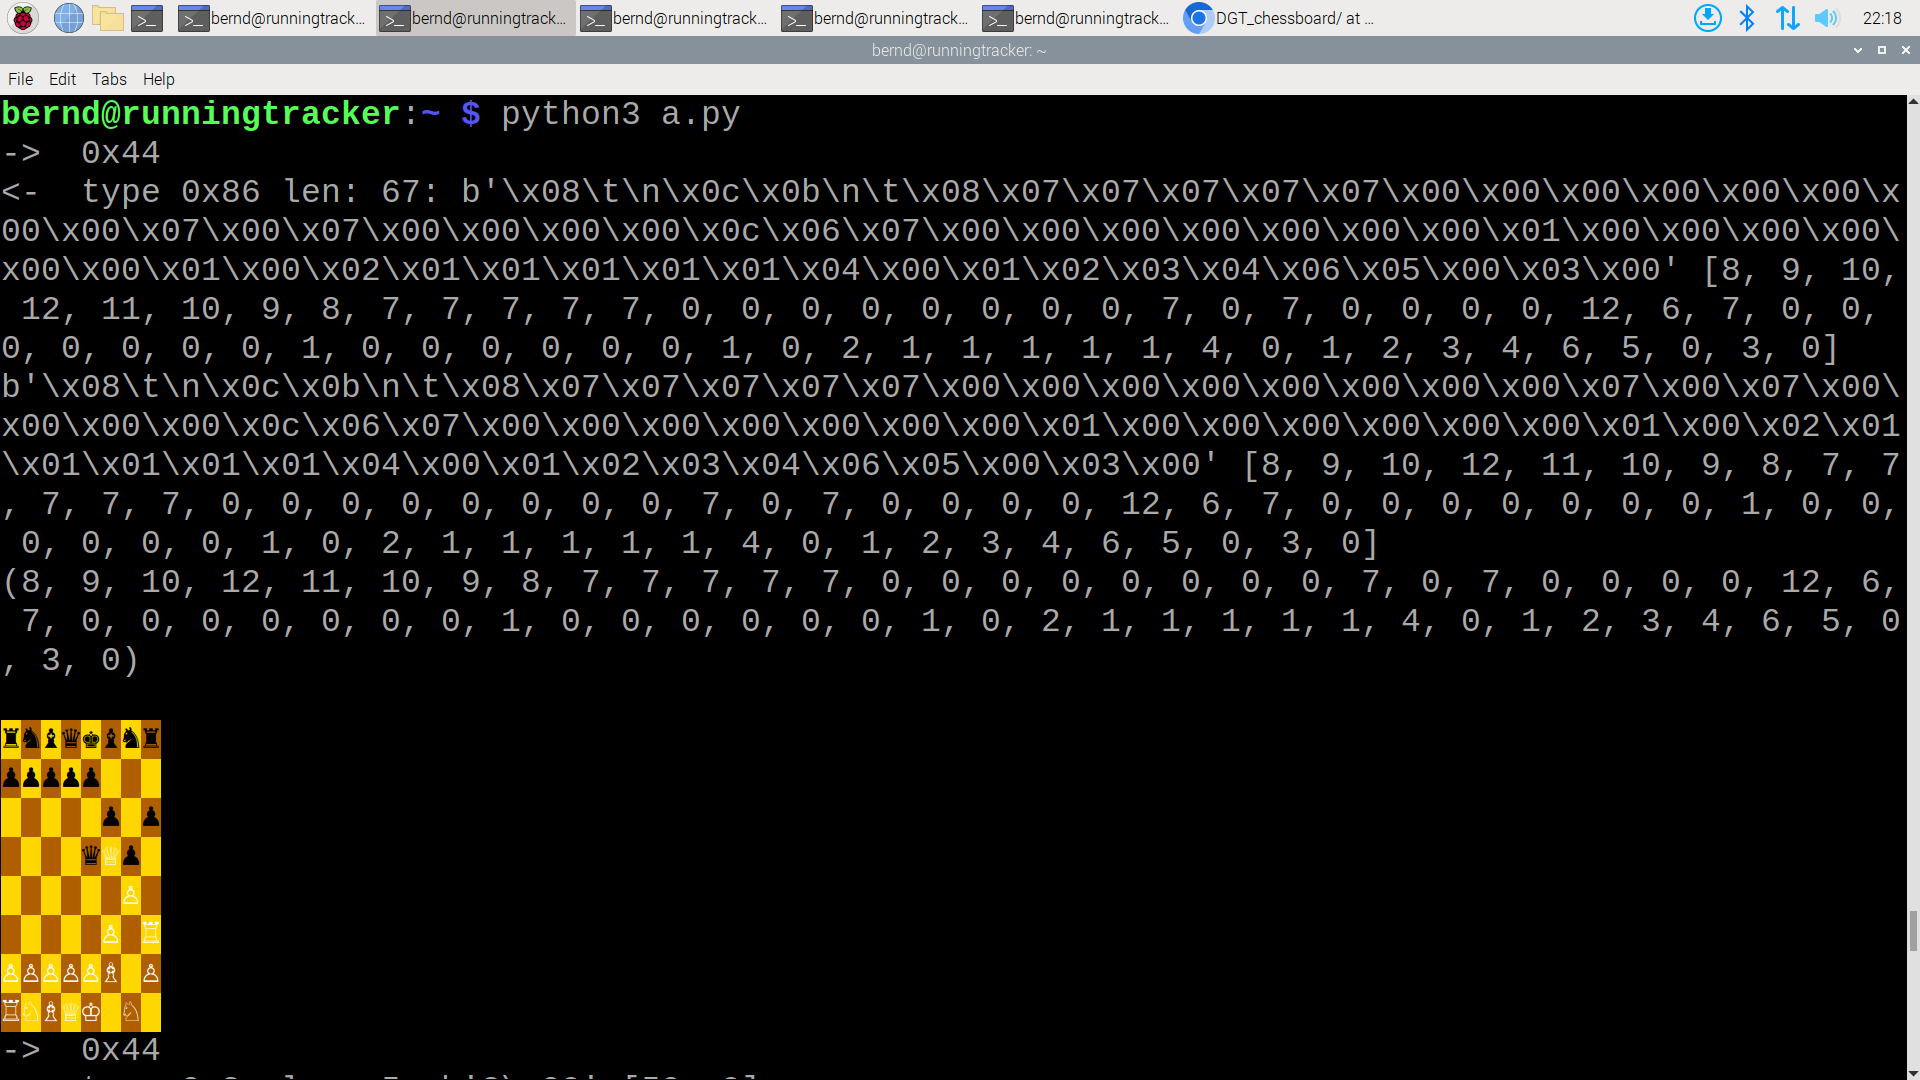 bernd@runningtrack... bernd@runningtrack... bernd@runningtrack... bernd@runningtrack... bernd@runningtrack... DGT_chessboard/ at ... 22:18
bernd@runningtracker: ~
File Edit Tabs Help
bernd@runningtracker:~ $ python3 a.py
->  0x44
<-  type 0x86 len: 67: b'\x08\t\n\x0c\x0b\n\t\x08\x07\x07\x07\x07\x07\x00\x00\x00\x00\x00\x00\x
00\x00\x07\x00\x07\x00\x00\x00\x00\x0c\x06\x07\x00\x00\x00\x00\x00\x00\x00\x01\x00\x00\x00\x00\
x00\x00\x01\x00\x02\x01\x01\x01\x01\x01\x04\x00\x01\x02\x03\x04\x06\x05\x00\x03\x00' [8, 9, 10,
 12, 11, 10, 9, 8, 7, 7, 7, 7, 7, 0, 0, 0, 0, 0, 0, 0, 0, 7, 0, 7, 0, 0, 0, 0, 12, 6, 7, 0, 0,
0, 0, 0, 0, 0, 1, 0, 0, 0, 0, 0, 0, 1, 0, 2, 1, 1, 1, 1, 1, 4, 0, 1, 2, 3, 4, 6, 5, 0, 3, 0]
b'\x08\t\n\x0c\x0b\n\t\x08\x07\x07\x07\x07\x07\x00\x00\x00\x00\x00\x00\x00\x00\x07\x00\x07\x00\
x00\x00\x00\x0c\x06\x07\x00\x00\x00\x00\x00\x00\x00\x01\x00\x00\x00\x00\x00\x00\x01\x00\x02\x01
\x01\x01\x01\x01\x04\x00\x01\x02\x03\x04\x06\x05\x00\x03\x00' [8, 9, 10, 12, 11, 10, 9, 8, 7, 7
, 7, 7, 7, 0, 0, 0, 0, 0, 0, 0, 0, 7, 0, 7, 0, 0, 0, 0, 12, 6, 7, 0, 0, 0, 0, 0, 0, 0, 1, 0, 0,
 0, 0, 0, 0, 1, 0, 2, 1, 1, 1, 1, 1, 4, 0, 1, 2, 3, 4, 6, 5, 0, 3, 0]
(8, 9, 10, 12, 11, 10, 9, 8, 7, 7, 7, 7, 7, 0, 0, 0, 0, 0, 0, 0, 0, 7, 0, 7, 0, 0, 0, 0, 12, 6,
 7, 0, 0, 0, 0, 0, 0, 0, 1, 0, 0, 0, 0, 0, 0, 1, 0, 2, 1, 1, 1, 1, 1, 4, 0, 1, 2, 3, 4, 6, 5, 0
, 3, 0)
->  0x44